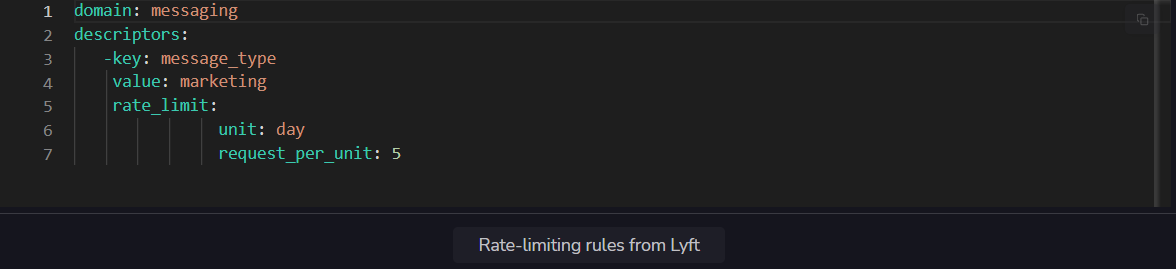 1 domain: messaging
2 descriptors:
3 -key: message_type
4 value: marketing
5 rate_limit:
6 unit: day
7 request_per_unit: 5
Rate-limiting rules from Lyft